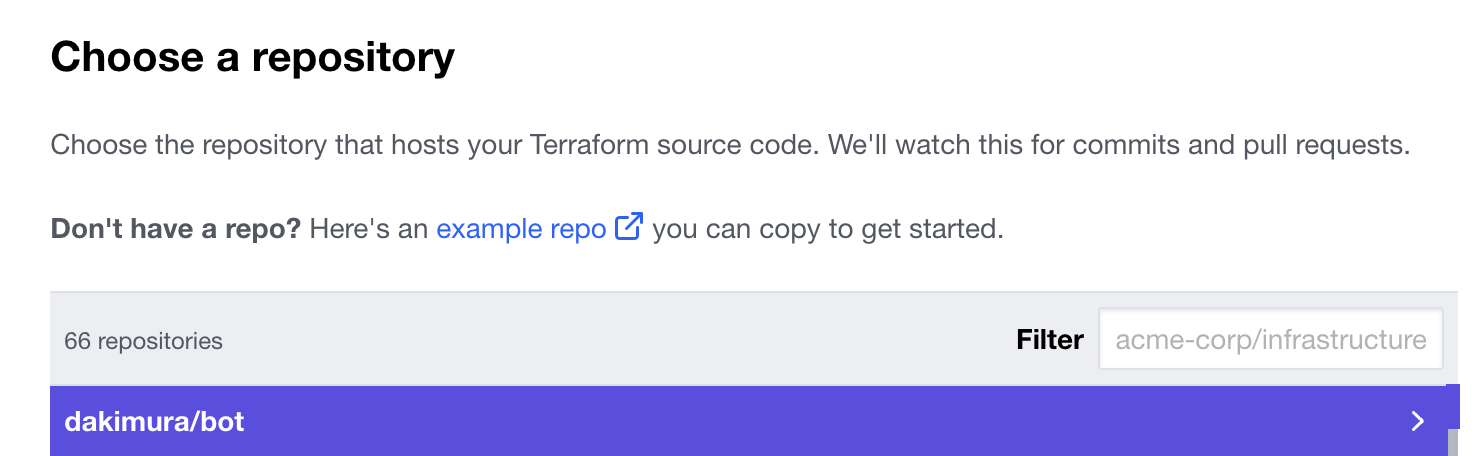 Choose a repository
Choose the repository that hosts your Terraform source code. We'll watch this for commits and pull requests.
Don't have a repo? Here's an example repo you can copy to get started.
66 repositories
Filter
acme-corp/infrastructure
dakimura/bot